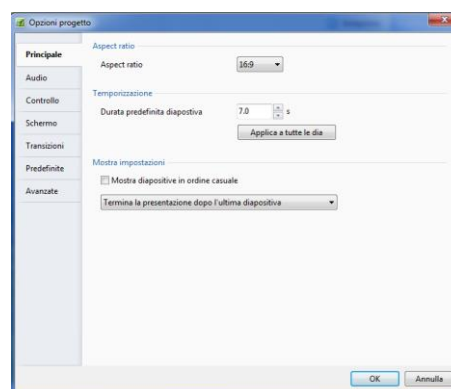 Opzioni progetto
Principale
Audio
Controllo
Schermo
Transizioni
Predefinite
Avanzate
Aspect ratio
Aspect ratio 16:9
Temporizzazione
Durata predefinita diapostiva 7.0 s
Applica a tutte le dia
Mostra impostazioni
Mostra diapositive in ordine casuale
Termina la presentazione dopo l'ultima diapositiva
OK Annulla